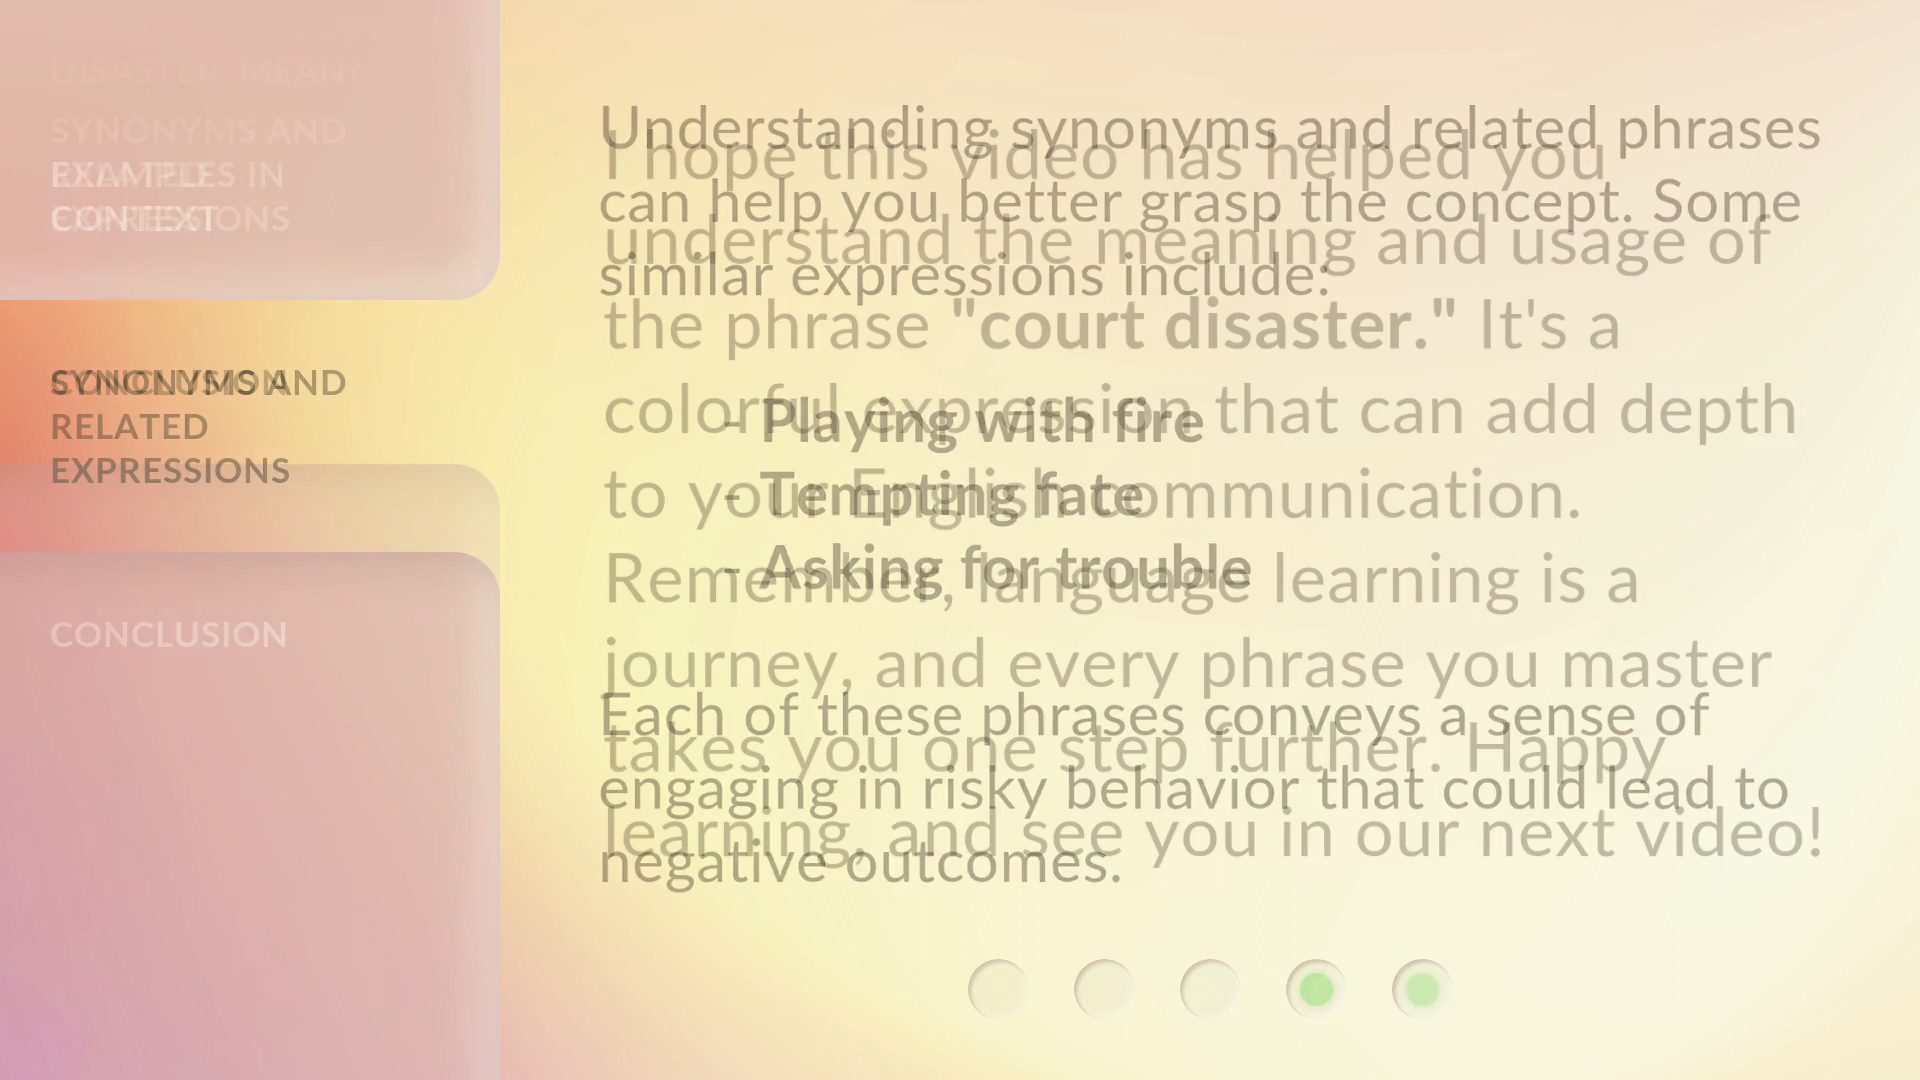 DISASTER' MEAN?
SYNONYMS AND
RELATED
EXPRESSIONS
EXAMPLES IN
CONTEXT
SYNONYMS AND
RELATED
EXPRESSIONS
CONCLUSION
CONCLUSION
Understanding synonyms and related phrases
can help you better grasp the concept. Some
similar expressions include:
- Playing with fire
- Tempting fate
- Asking for trouble
Each of these phrases conveys a sense of
engaging in risky behavior that could lead to
negative outcomes.
I hope this video has helped you
understand the meaning and usage of
the phrase "court disaster." It's a
colorful expression that can add depth
to your English communication.
Remember, language learning is a
journey, and every phrase you master
takes you one step further. Happy
learning, and see you in our next video!